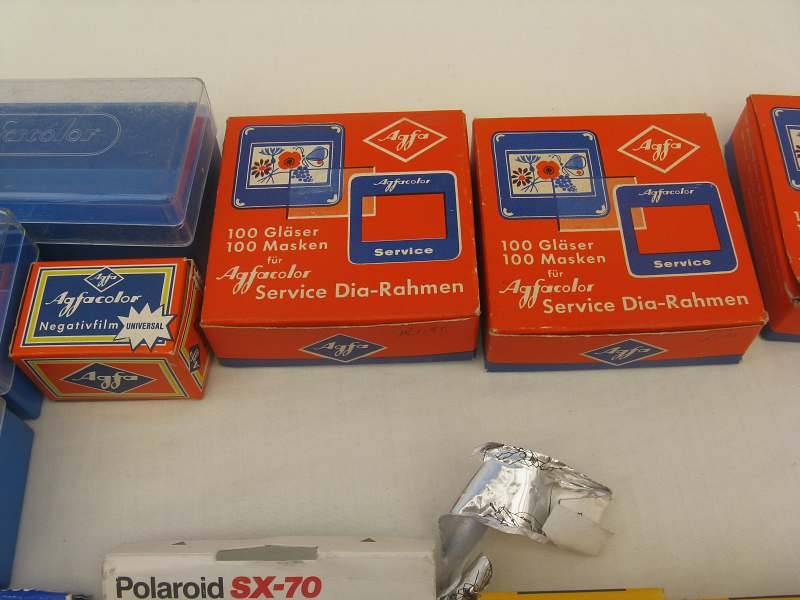 Agfacolor
Agfa
Agfacolor
Negativfilm
UNIVERSAL
Agfa
Agfa
Agfacolor
Service
100 Gläser
100 Masken
für
Agfacolor
Service Dia-Rahmen
Agfa
Agfa
Agfacolor
Service
100 Gläser
100 Masken
für
Agfacolor
Service Dia-Rahmen
Agfa
Polaroid SX-70